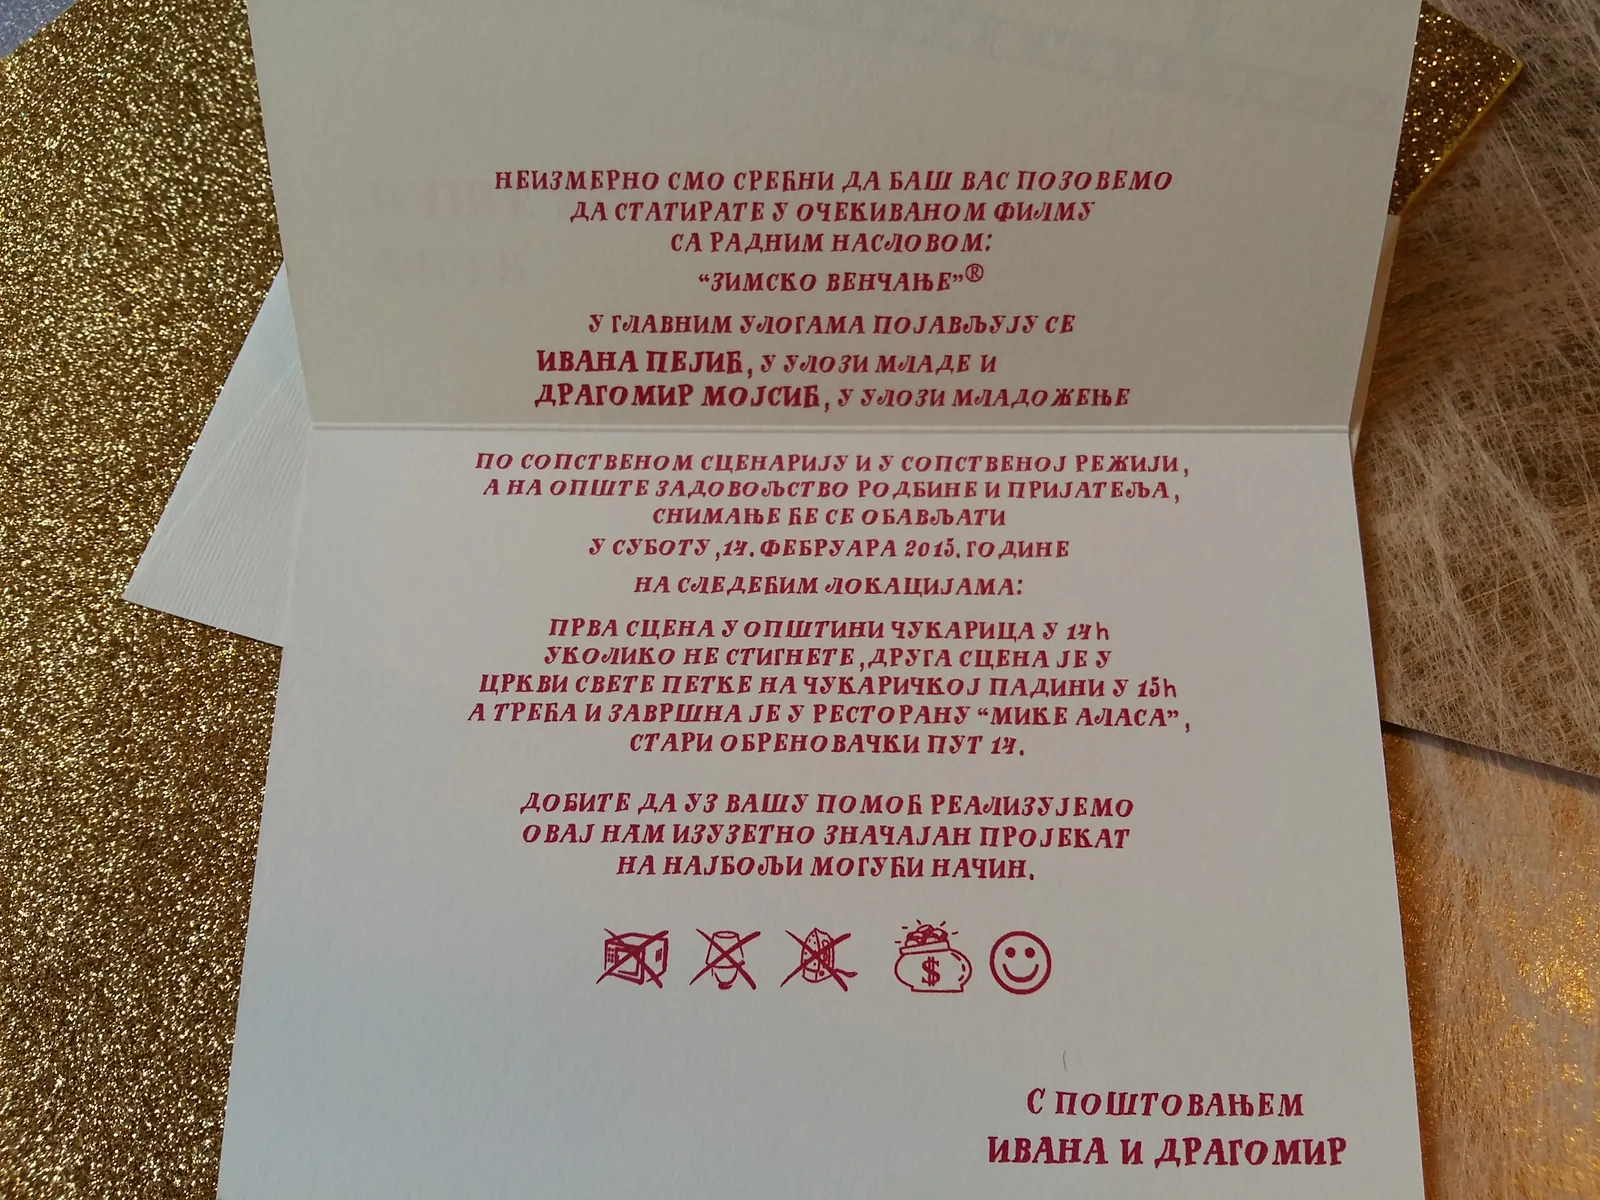 НЕИЗМЕРНО СМО СРЕЋНИ ДА БАШ ВАС ПОЗОВЕМО
ДА СТАТИРАТЕ У ОЧЕКИВАНОМ ФИЛМУ
СА РАДНИМ НАСЛОВОМ:
“ЗИМСКО ВЕНЧАЊЕ”®
У ГЛАВНИМ УЛОГАМА ПОЈАВЉУЈУ СЕ
ИВАНА ПЕЈИЋ, У УЛОЗИ МЛАДЕ И
ДРАГОМИР МОЈСИЋ, У УЛОЗИ МЛАДОЖЕЊЕ
ПО СОПСТВЕНОМ СЦЕНАРИЈУ И У СОПСТВЕНОЈ РЕЖИЈИ,
А НА ОПШТЕ ЗАДОВОЉСТВО РОДБИНЕ И ПРИЈАТЕЉА,
СНИМАЊЕ ЋЕ СЕ ОБАВЉАТИ
У СУБОТУ ,14. ФЕБРУАРА 2015. ГОДИНЕ
НА СЛЕДЕЋИМ ЛОКАЦИЈАМА:
ПРВА СЦЕНА У ОПШТИНИ ЧУКАРИЦА У 14h
УКОЛИКО НЕ СТИГНЕТЕ, ДРУГА СЦЕНА ЈЕ У
ЦРКВИ СВЕТЕ ПЕТКЕ НА ЧУКАРИЧКОЈ ПАДИНИ У 15h
А ТРЕЋА И ЗАВРШНА ЈЕ У РЕСТОРАНУ “МИКЕ АЛАСА”,
СТАРИ ОБРЕНОВАЧКИ ПУТ 14.
ДОЂИТЕ ДА УЗ ВАШУ ПОМОЋ РЕАЛИЗУЈЕМО
ОВАЈ НАМ ИЗУЗЕТНО ЗНАЧАЈАН ПРОЈЕКАТ
НА НАЈБОЉИ МОГУЋИ НАЧИН.
$
С ПОШТОВАЊЕМ
ИВАНА И ДРАГОМИР